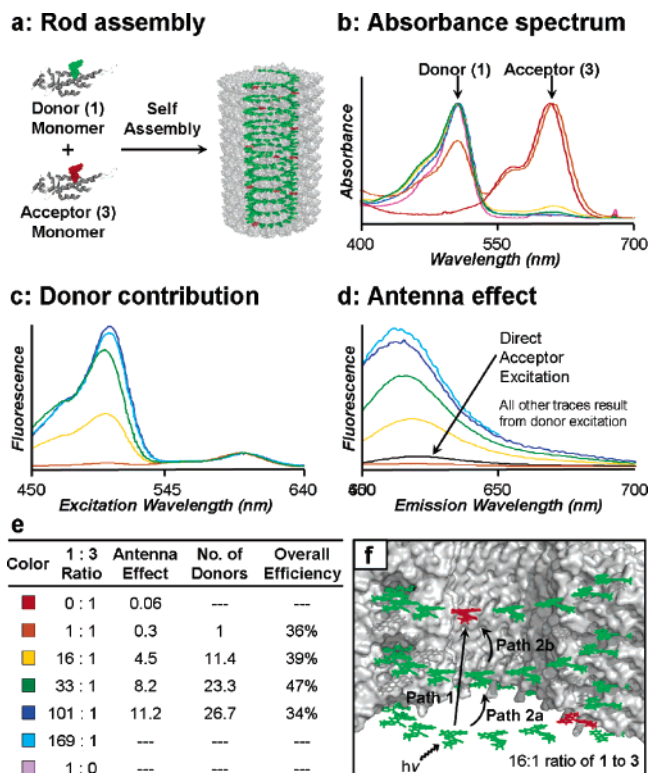 a: Rod assembly
Donor (1)
Monomer
+
Acceptor (3)
Monomer
Self
Assembly
b: Absorbance spectrum
Donor (1) Acceptor (3)
Absorbance
400 550 700
Wavelength (nm)
c: Donor contribution
Fluorescence
450 545 640
Excitation Wavelength (nm)
d: Antenna effect
Direct
Acceptor
Excitation
All other traces result
from donor excitation
Fluorescence
600 650 700
Emission Wavelength (nm)
e
Color 1 : 3 Ratio Antenna Effect No. of Donors Overall Efficiency
0 : 1 0.06 --- ---
1 : 1 0.3 1 36%
16 : 1 4.5 11.4 39%
33 : 1 8.2 23.3 47%
101 : 1 11.2 26.7 34%
169 : 1 --- --- ---
1 : 0 --- --- ---
f
Path 1
Path 2b
Path 2a
hν
16:1 ratio of 1 to 3